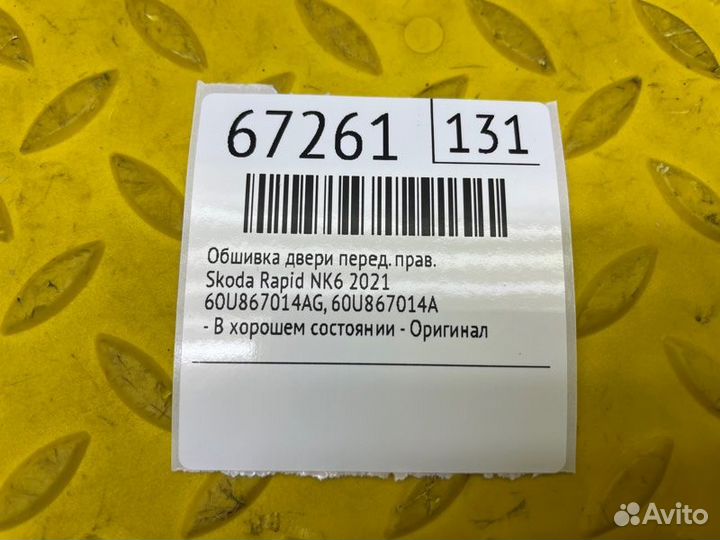 67261 131
Обшивка двери перед. прав.
Skoda Rapid NK6 2021
60U867014AG, 60U867014A
- В хорошем состоянии - Оригинал
Avito